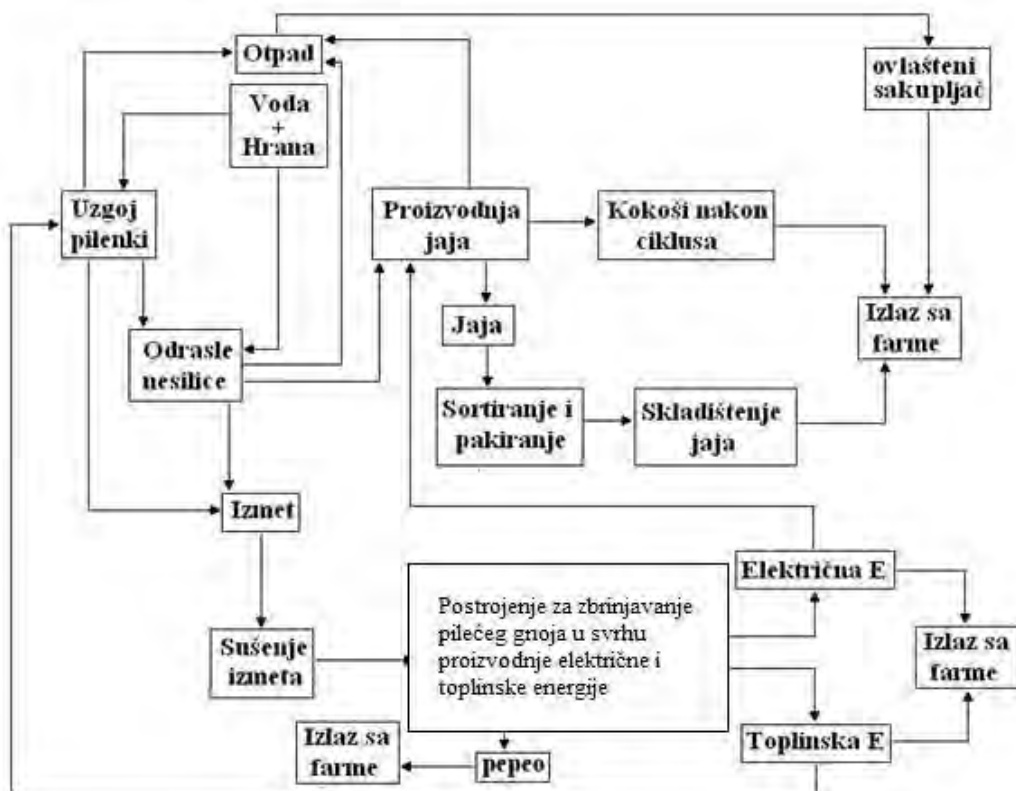 Otpad
ovlašteni
sakupljač
Voda
+
Hrana
Uzgoj
pilenki
Proizvodnja
jaja
Kokoši nakon
ciklusa
Jaja
Izlaz sa
farme
Odrasle
nesilice
Sortiranje i
pakiranje
Skladištenje
jaja
Izmet
Električna E
Postrojenje za zbrinjavanje
pilećeg gnoja u svrhu
proizvodnje električne i
toplinske energije
Sušenje
izmeta
Izlaz sa
farme
Izlaz sa
farme
pepeo
Toplinska E